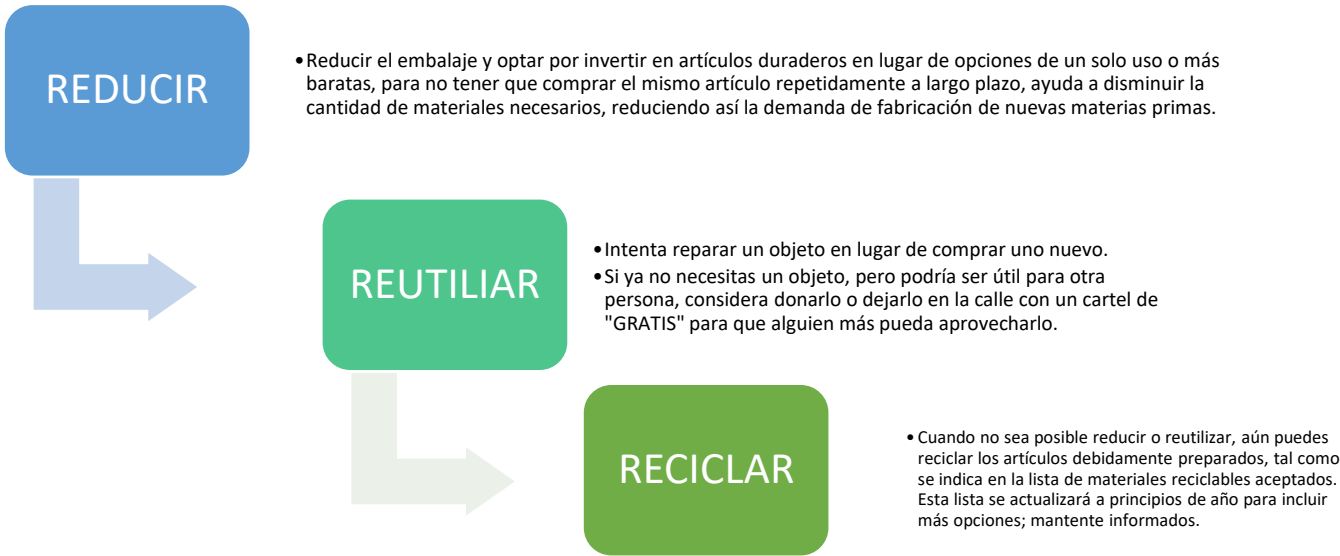 REDUCIR
•Reducir el embalaje y optar por invertir en artículos duraderos en lugar de opciones de un solo uso o más
baratas, para no tener que comprar el mismo artículo repetidamente a largo plazo, ayuda a disminuir la
cantidad de materiales necesarios, reduciendo así la demanda de fabricación de nuevas materias primas.
REUTILIAR
•Intenta reparar un objeto en lugar de comprar uno nuevo.
•Si ya no necesitas un objeto, pero podría ser útil para otra
persona, considera donarlo o dejarlo en la calle con un cartel de
"GRATIS" para que alguien más pueda aprovecharlo.
RECICLAR
•Cuando no sea posible reducir o reutilizar, aún puedes
reciclar los artículos debidamente preparados, tal como
se indica en la lista de materiales reciclables aceptados.
Esta lista se actualizará a principios de año para incluir
más opciones; mantente informados.